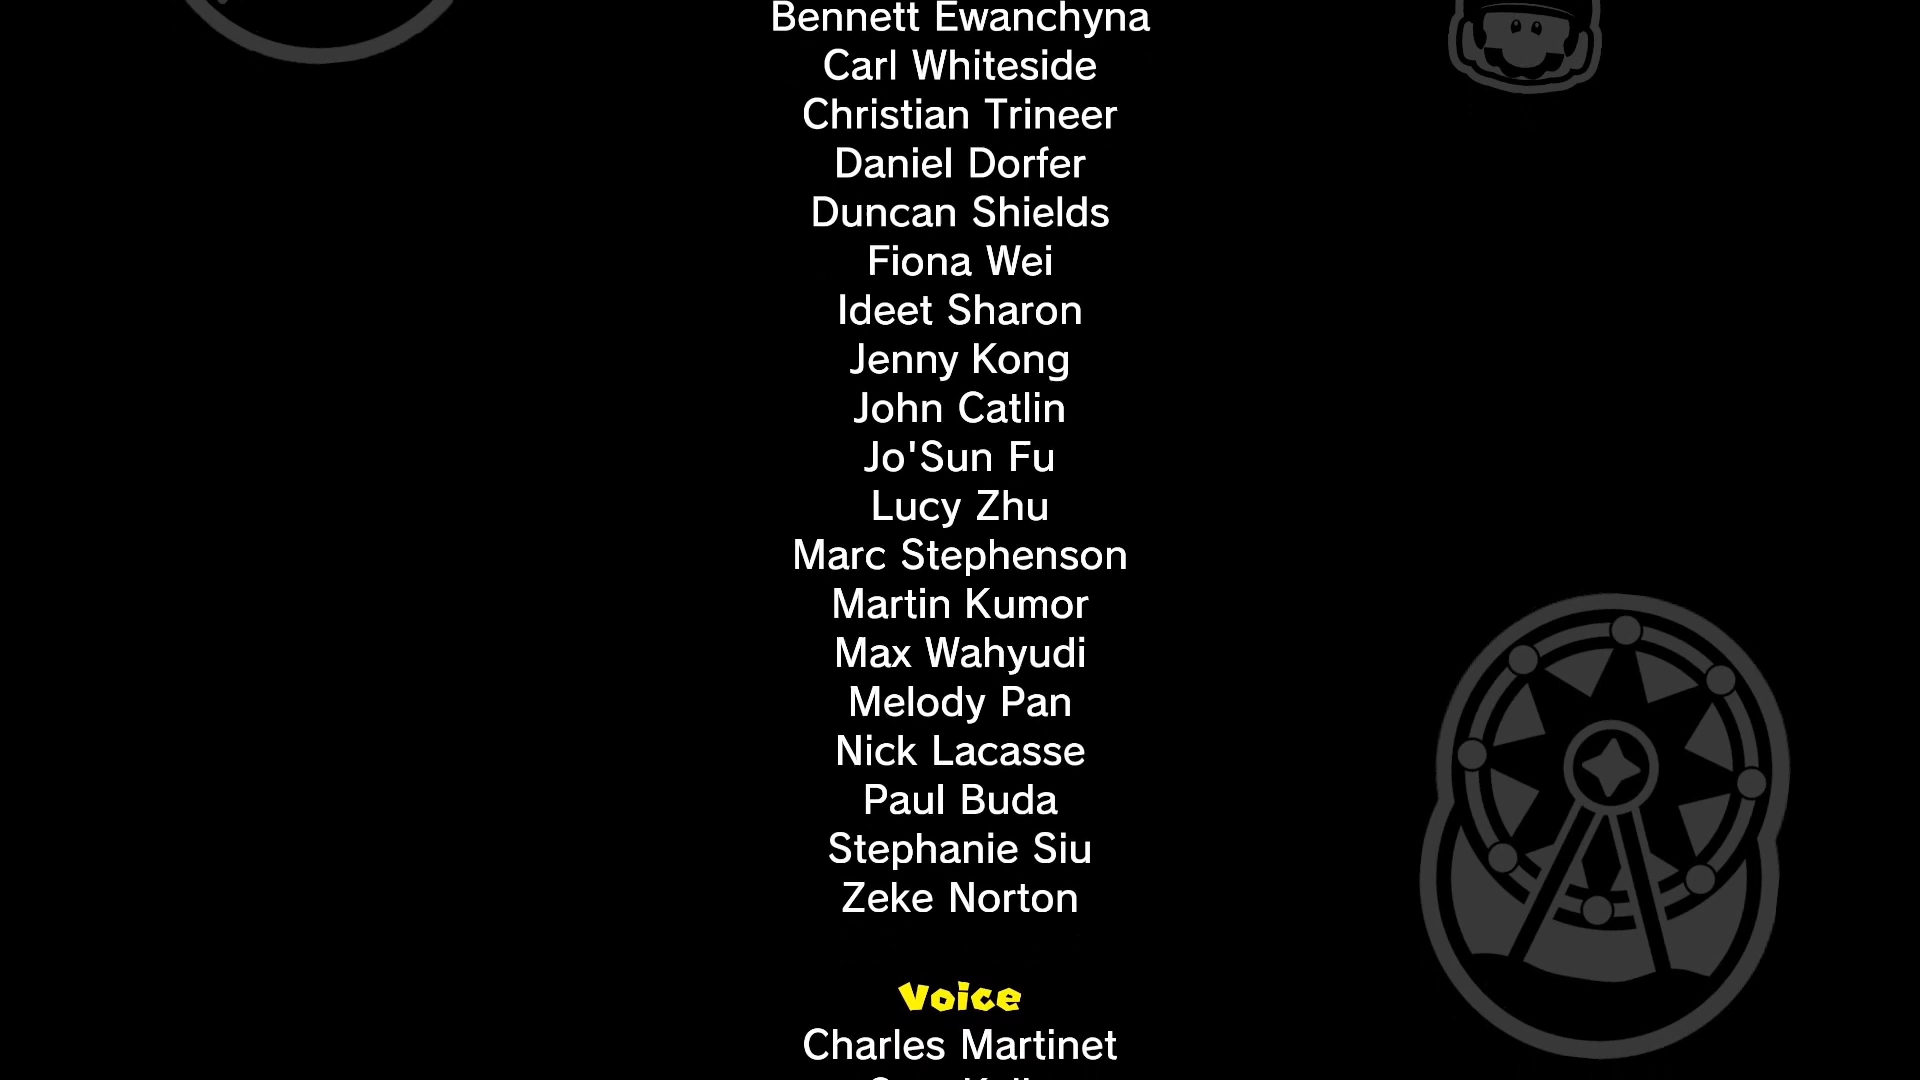 Bennett Ewanchyna
Carl Whiteside
Christian Trineer
Daniel Dorfer
Duncan Shields
Fiona Wei
Ideet Sharon
Jenny Kong
John Catlin
Jo'Sun Fu
Lucy Zhu
Marc Stephenson
Martin Kumor
Max Wahyudi
Melody Pan
Nick Lacasse
Paul Buda
Stephanie Siu
Zeke Norton
Voice
Charles Martinet